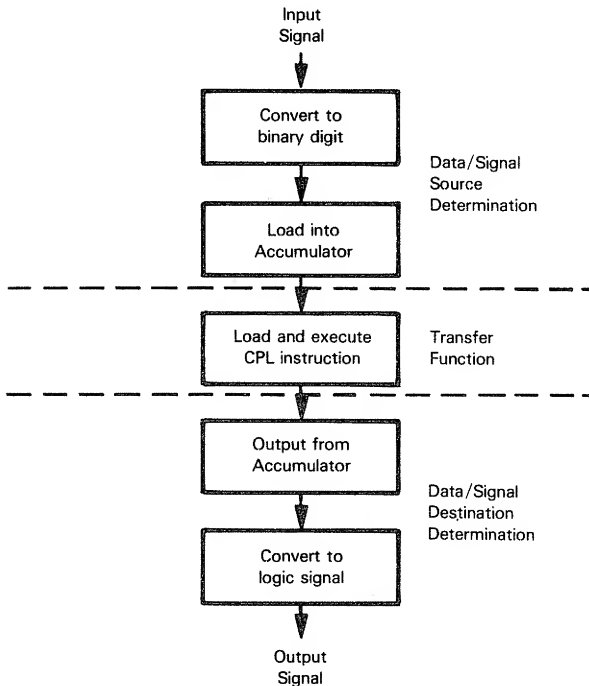 Input
Signal
Convert to
binary digit
Data/Signal
Source
Determination
Load into
Accumulator
Load and execute
CPL instruction
Transfer
Function
Output from
Accumulator
Data/Signal
Destination
Determination
Convert to
logic signal
Output
Signal